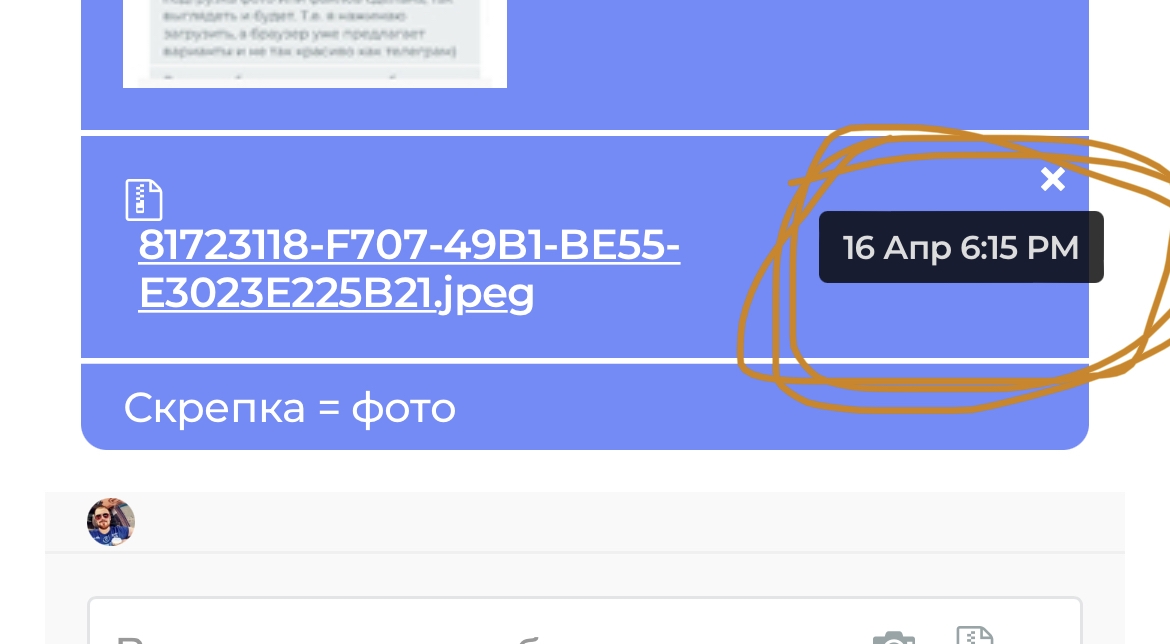 выглядеть и будет. Т.е. я нажимаю
загрузить, а браузер уже предлагает
варианты и не так красиво как телеграм)
16 Апр 6:15 PM
81723118-F707-49B1-BE55-
E3023E225B21.jpeg
Скрепка = фото